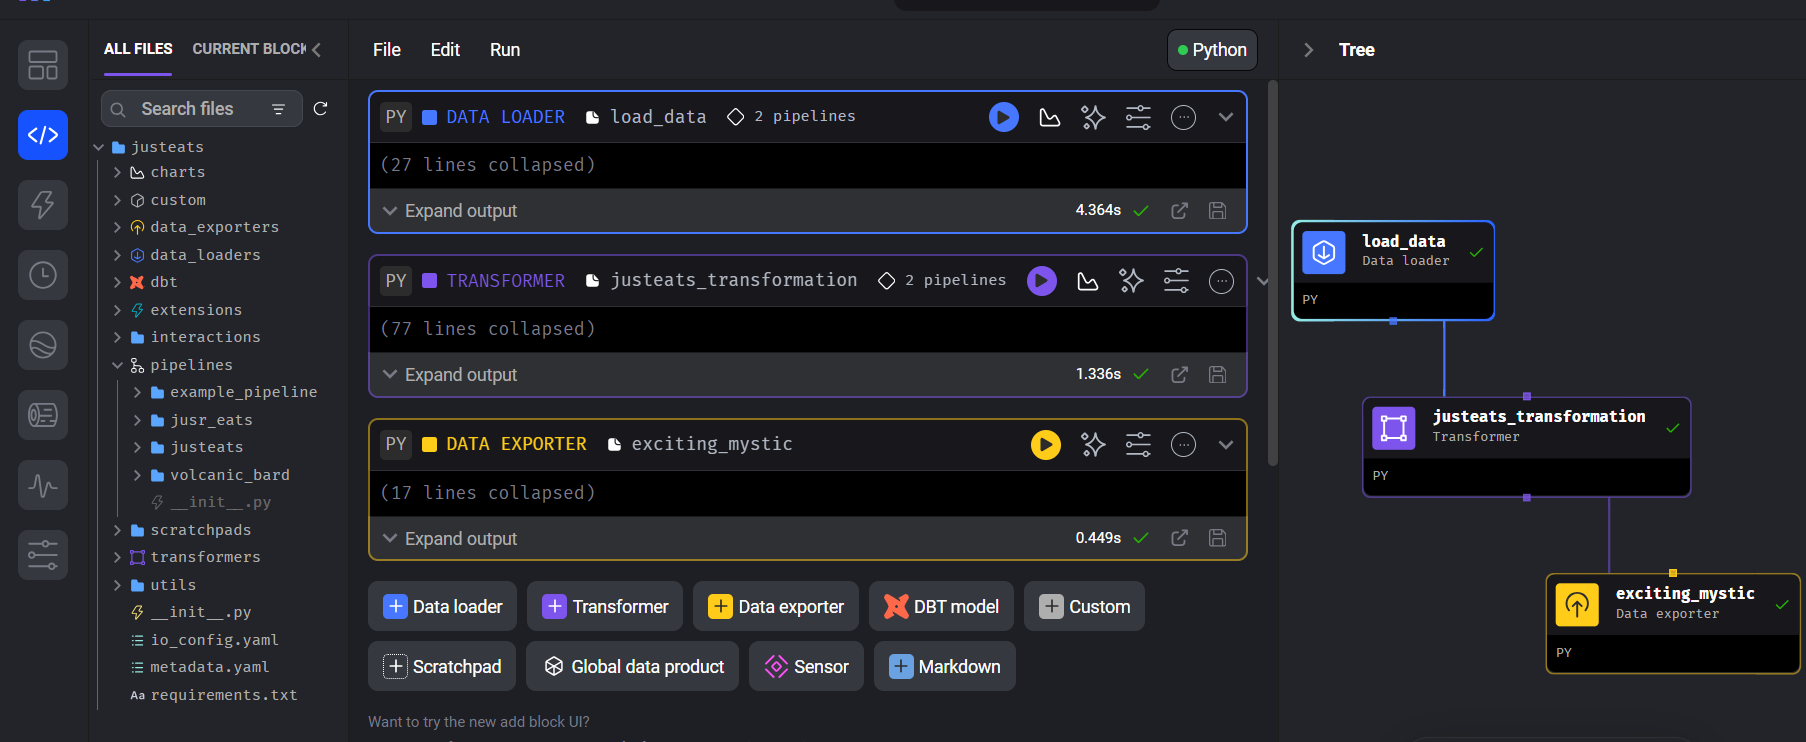 ALL FILES CURRENT BLOCK
Search files
justeats
charts
custom
data_exporters
data_loaders
dbt
extensions
interactions
pipelines
example_pipeline
jusr_eats
justeats
volcanic_bard
__init__.py
scratchpads
transformers
utils
__init__.py
io_config.yaml
metadata.yaml
Aa requirements.txt
File Edit Run
Python
PY DATA LOADER load_data 2 pipelines
(27 lines collapsed)
Expand output 4.364s
PY TRANSFORMER justeats_transformation 2 pipelines
(77 lines collapsed)
Expand output 1.336s
PY DATA EXPORTER exciting_mystic
(17 lines collapsed)
Expand output 0.449s
Data loader Transformer Data exporter DBT model Custom
Scratchpad Global data product Sensor Markdown
Want to try the new add block UI?
Tree
load_data
Data loader
PY
justeats_transformation
Transformer
PY
exciting_mystic
Data exporter
PY